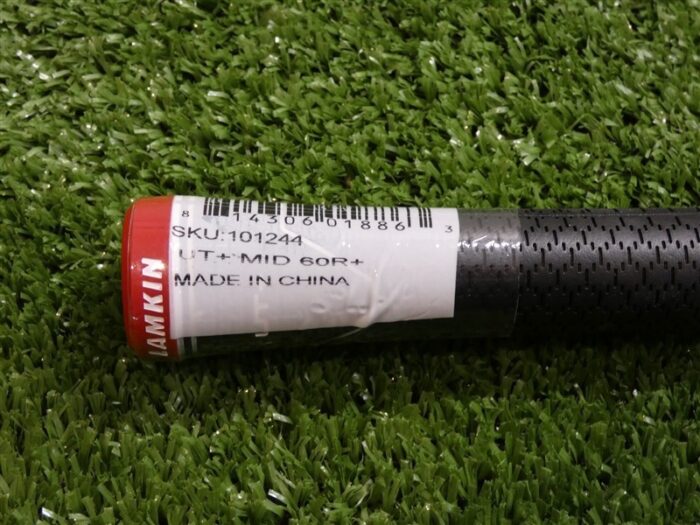 8 14306 01886 3
SKU:101244
UT+ MID 60R+
MADE IN CHINA
LAMKIN